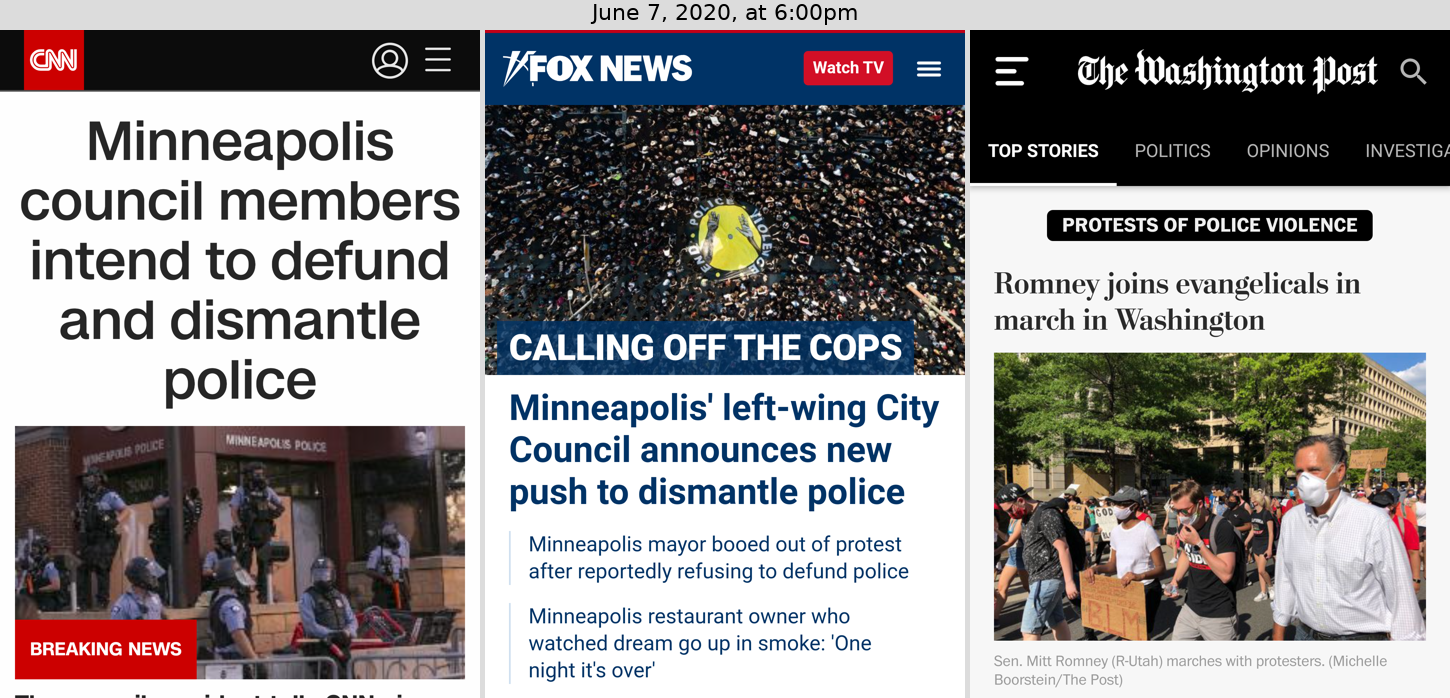 June 7, 2020, at 6:00pm
CNN
Minneapolis
council members
intend to defund
and dismantle
police
MINNEAPOLIS POLICE
MINNEAPOLIS POLICE
BREAKING NEWS
FOX NEWS
Watch TV
END POLICE VIOLENCE
CALLING OFF THE COPS
Minneapolis' left-wing City
Council announces new
push to dismantle police
Minneapolis mayor booed out of protest
after reportedly refusing to defund police
Minneapolis restaurant owner who
watched dream go up in smoke: 'One
night it's over'
The Washington Post
TOP STORIES POLITICS OPINIONS INVESTIGA
PROTESTS OF POLICE VIOLENCE
Romney joins evangelicals in
march in Washington
GOD
BLM
Sen. Mitt Romney (R-Utah) marches with protesters. (Michelle
Boorstein/The Post)